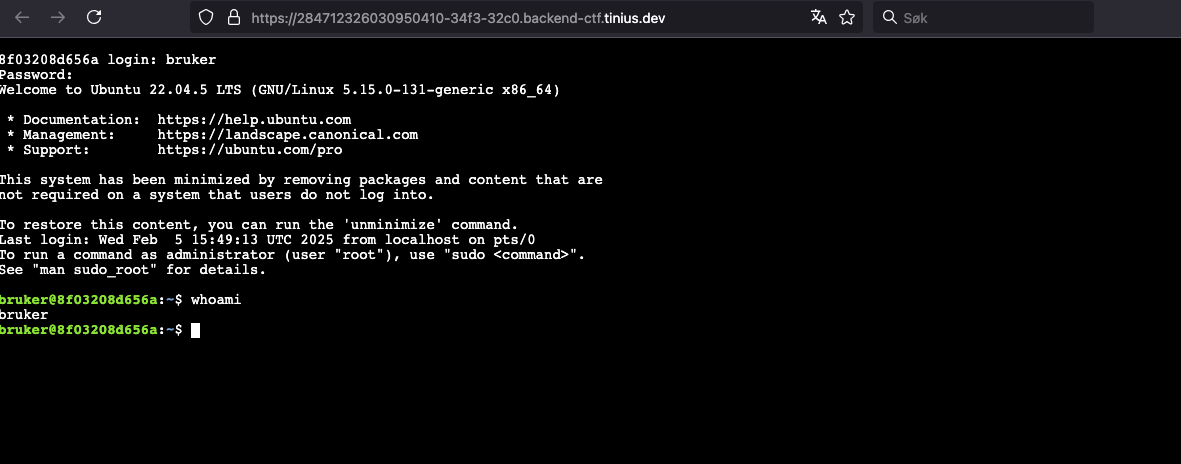 https://284712326030950410-34f3-32c0.backend-ctf.tinius.dev
Søk
8f03208d656a login: bruker
Password:
Welcome to Ubuntu 22.04.5 LTS (GNU/Linux 5.15.0-131-generic x86_64)
* Documentation:  https://help.ubuntu.com
* Management:     https://landscape.canonical.com
* Support:        https://ubuntu.com/pro
This system has been minimized by removing packages and content that are
not required on a system that users do not log into.
To restore this content, you can run the 'unminimize' command.
Last login: Wed Feb  5 15:49:13 UTC 2025 from localhost on pts/0
To run a command as administrator (user "root"), use "sudo <command>".
See "man sudo_root" for details.
bruker@8f03208d656a:~$ whoami
bruker
bruker@8f03208d656a:~$